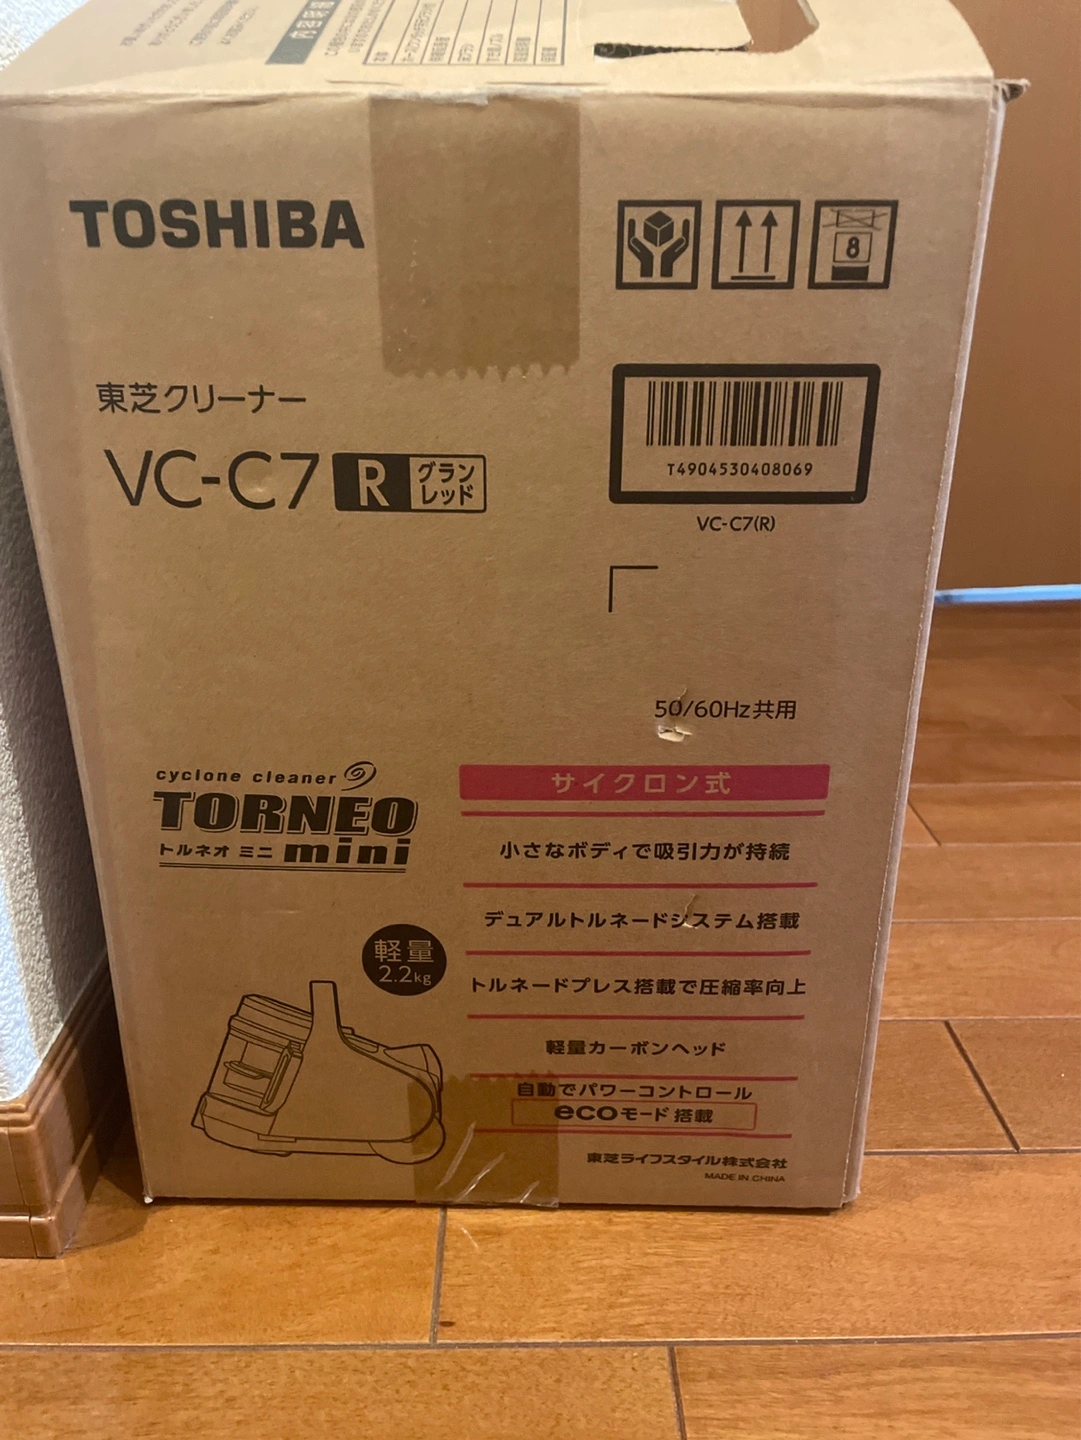 TOSHIBA
8
東芝クリーナー
VC-C7 R グラン
レッド
T4904530408069
VC-C7(R)
50/60Hz共用
cyclone cleaner
TORNEO
トルネオ ミニ mini
軽量
2.2kg
サイクロン式
小さなボディで吸引力が持続
デュアルトルネードシステム搭載
トルネードプレス搭載で圧縮率向上
軽量カーボンヘッド
自動でパワーコントロール
ecoモード搭載
東芝ライフスタイル株式会社
MADE IN CHINA